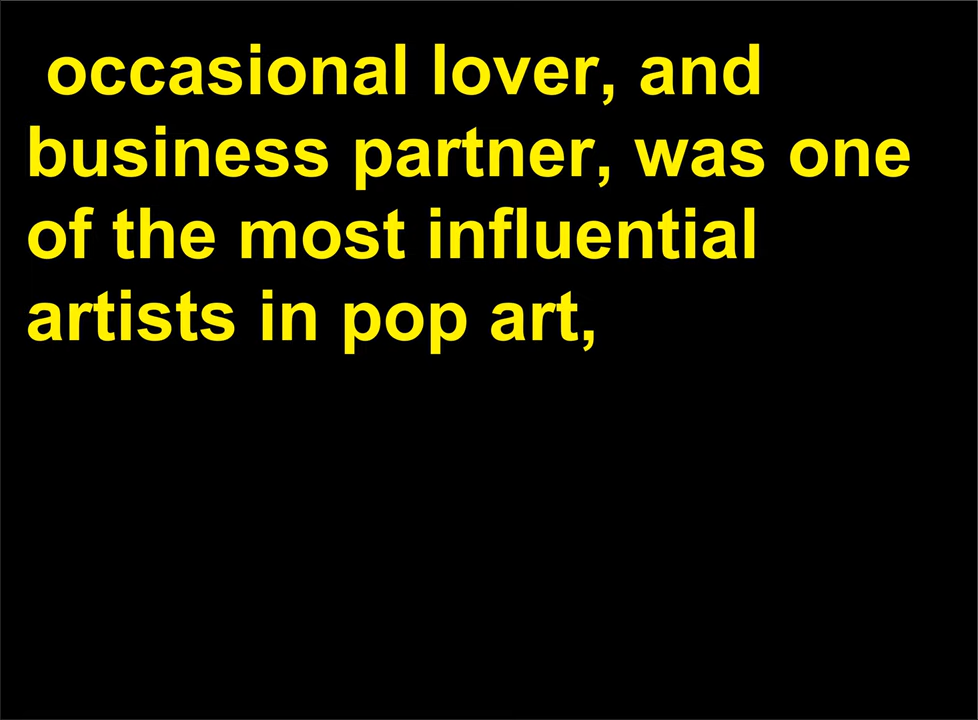 occasional lover, and
business partner, was one
of the most influential
artists in pop art,